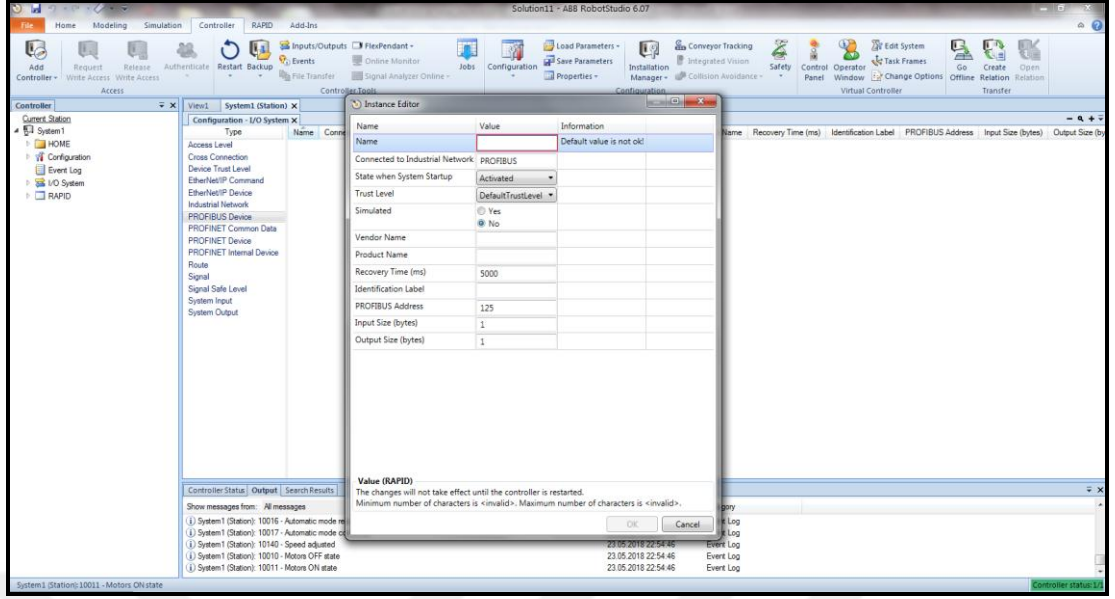 Solution11 - ABB RobotStudio 6.07
File Home Modeling Simulation Controller RAPID Add-Ins
Add Controller Request Write Access Release Write Access Authenticate Restart Backup Inputs/Outputs Events File Transfer FlexPendant Online Monitor Signal Analyzer Online Jobs Configuration Load Parameters Save Parameters Properties Installation Manager Conveyor Tracking Integrated Vision Collision Avoidance Safety Control Panel Operator Window Edit System Task Frames Change Options Go Offline Create Relation Open Relation
Access Controller Tools Configuration Virtual Controller Transfer
Controller
Current Station
System1
HOME
Configuration
Event Log
I/O System
RAPID
View1 System1 (Station) X
Configuration - I/O System X
Type Name Conne
Access Level
Cross Connection
Device Trust Level
EtherNet/IP Command
EtherNet/IP Device
Industrial Network
PROFIBUS Device
PROFINET Common Data
PROFINET Device
PROFINET Internal Device
Route
Signal
Signal Safe Level
System Input
System Output
Name Recovery Time (ms) Identification Label PROFIBUS Address Input Size (bytes) Output Size (by
Instance Editor
Name Value Information
Name Default value is not ok!
Connected to Industrial Network PROFIBUS
State when System Startup Activated
Trust Level DefaultTrustLevel
Simulated Yes
No
Vendor Name
Product Name
Recovery Time (ms) 5000
Identification Label
PROFIBUS Address 125
Input Size (bytes) 1
Output Size (bytes) 1
Value (RAPID)
The changes will not take effect until the controller is restarted.
Minimum number of characters is <invalid>. Maximum number of characters is <invalid>.
OK Cancel
Controller Status Output Search Results
Show messages from: All messages gory
System1 (Station): 10016 - Automatic mode re t Log
System1 (Station): 10017 - Automatic mode co t Log
System1 (Station): 10140 - Speed adjusted 23.05.2018 22:54:46 Event Log
System1 (Station): 10010 - Motors OFF state 23.05.2018 22:54:46 Event Log
System1 (Station): 10011 - Motors ON state 23.05.2018 22:54:46 Event Log
System1 (Station):10011 - Motors ON state Controller status: 1/1